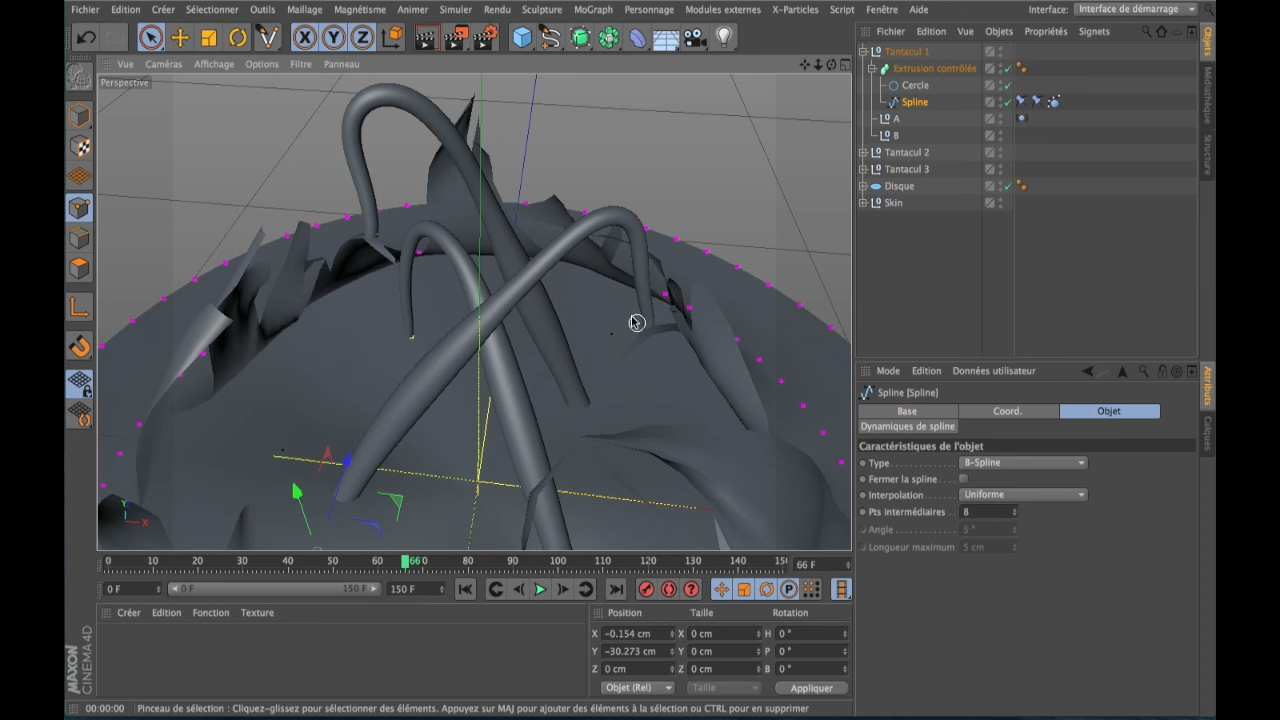 Fichier Édition Créer Sélectionner Outils Maillage Magnétisme Animer Simuler Rendu Sculpture MoGraph Personnage Modules externes X-Particles Script Fenêtre Aide Interface: Interface de démarrage
X Y Z
Fichier Edition Vue Objets Propriétés Signets
Vue Caméras Affichage Options Filtre Panneau
Perspective
Tantacul 1
Extrusion contrôlée
Cercle
Spline
A
B
Tantacul 2
Tantacul 3
Disque
Skin
Objets
Médiathèque
Structure
Mode Edition Données utilisateur
Spline [Spline]
Base Coord. Objet
Dynamiques de spline
Caractéristiques de l'objet
Type B-Spline
Fermer la spline
Interpolation Uniforme
Pts intermédiaires 8
Angle 5 °
Longueur maximum 5 cm
Attributs
Calques
Y
X
0 10 20 30 40 50 60 66 70 80 90 100 110 120 130 140 150 66 F
0 F 0 F 150 F 150 F
P
Créer Edition Fonction Texture
Position Taille Rotation
X -0.154 cm X 0 cm H 0 °
Y -30.273 cm Y 0 cm P 0 °
Z 0 cm Z 0 cm B 0 °
Objet (Rel) Taille Appliquer
MAXON
CINEMA 4D
00:00:00 Pinceau de sélection : Cliquez-glissez pour sélectionner des éléments. Appuyez sur MAJ pour ajouter des éléments à la sélection ou CTRL pour en supprimer